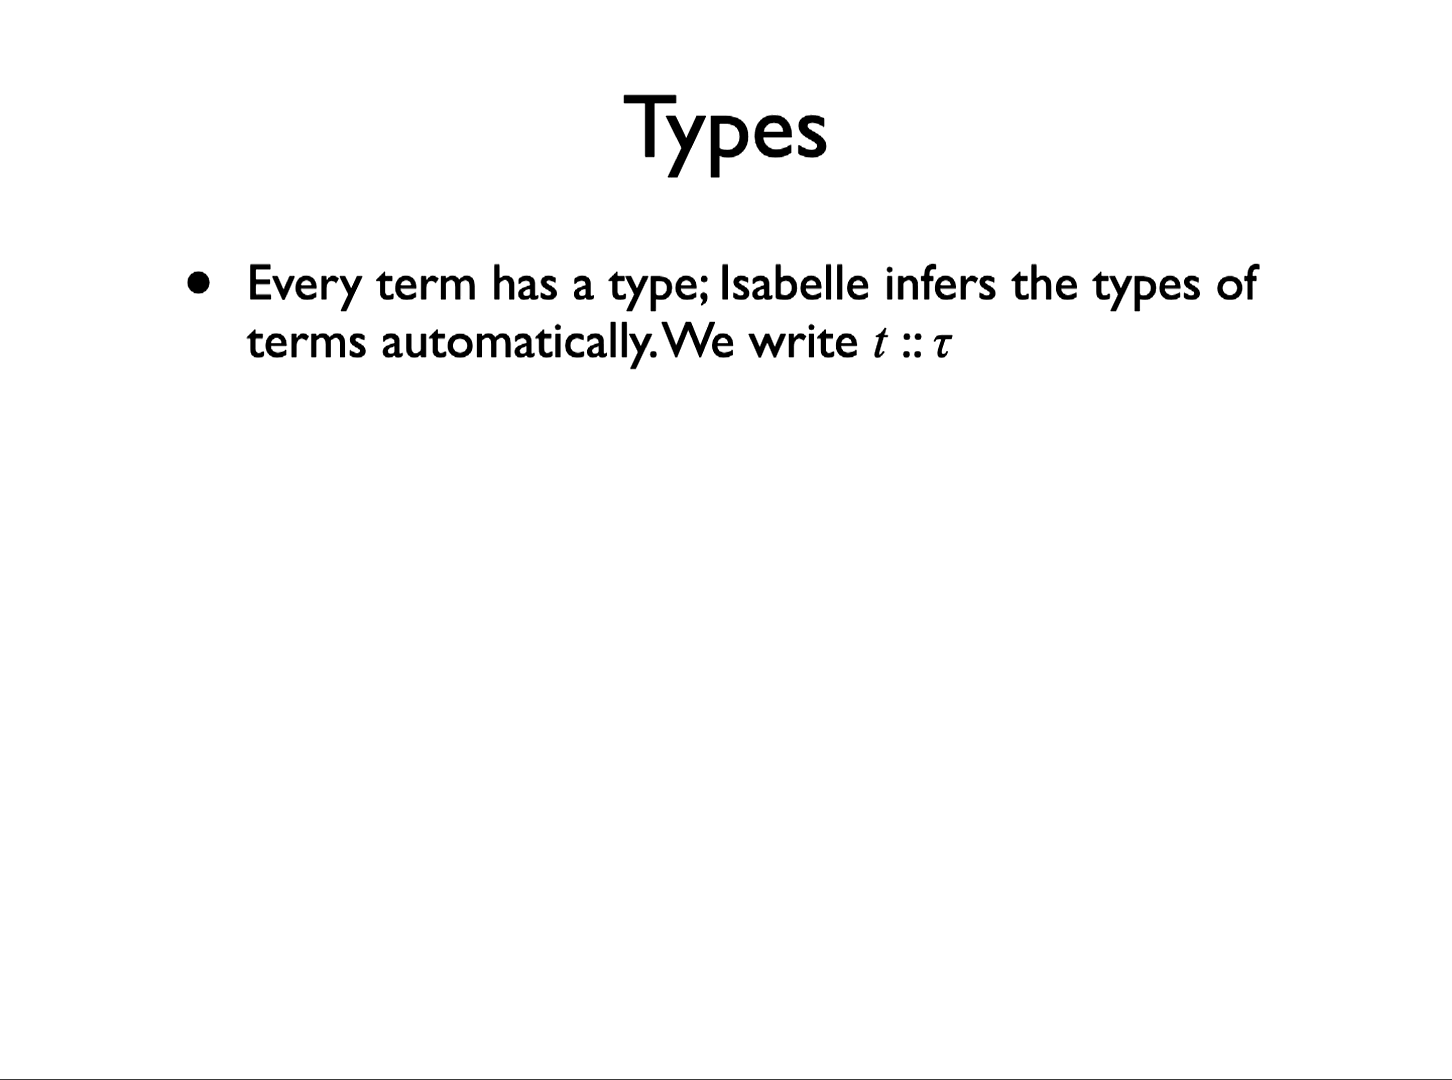 Types
• Every term has a type; Isabelle infers the types of
terms automatically. We write t :: τ